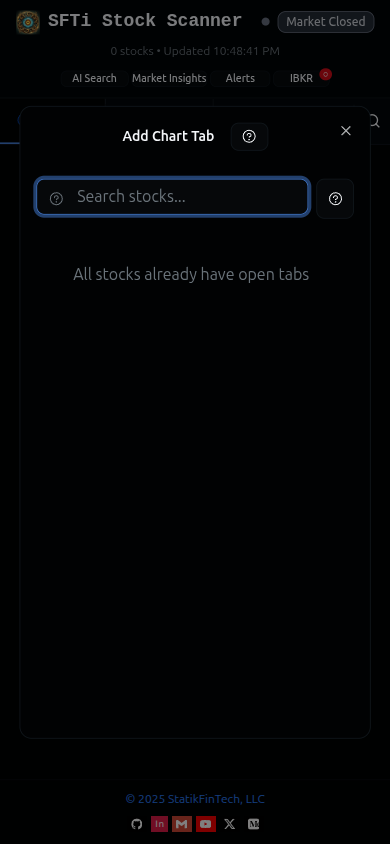 SFTi Stock Scanner
Market Closed
0 stocks • Updated 10:48:41 PM
AI Search Market Insights Alerts IBKR 0
Add Chart Tab
Search stocks...
All stocks already have open tabs
© 2025 StatikFinTech, LLC